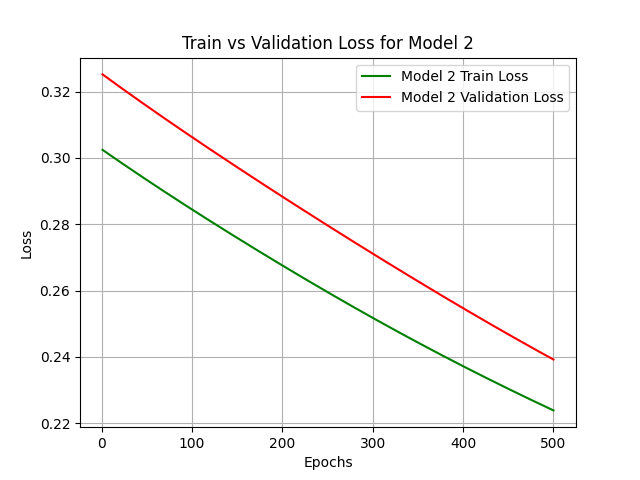 Train vs Validation Loss for Model 2
Model 2 Train Loss
Model 2 Validation Loss
0.32
0.30
0.28
0.26
0.24
0.22
Loss
0 100 200 300 400 500
Epochs